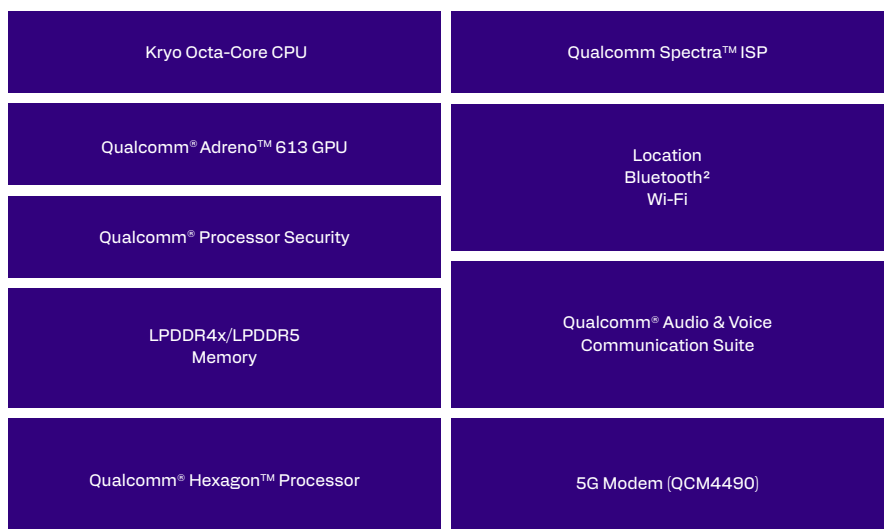 Kryo Octa-Core CPU
Qualcomm® Adreno™ 613 GPU
Qualcomm® Processor Security
LPDDR4x/LPDDR5
Memory
Qualcomm® Hexagon™ Processor
Qualcomm Spectra™ ISP
Location
Bluetooth²
Wi-Fi
Qualcomm® Audio & Voice
Communication Suite
5G Modem (QCM4490)